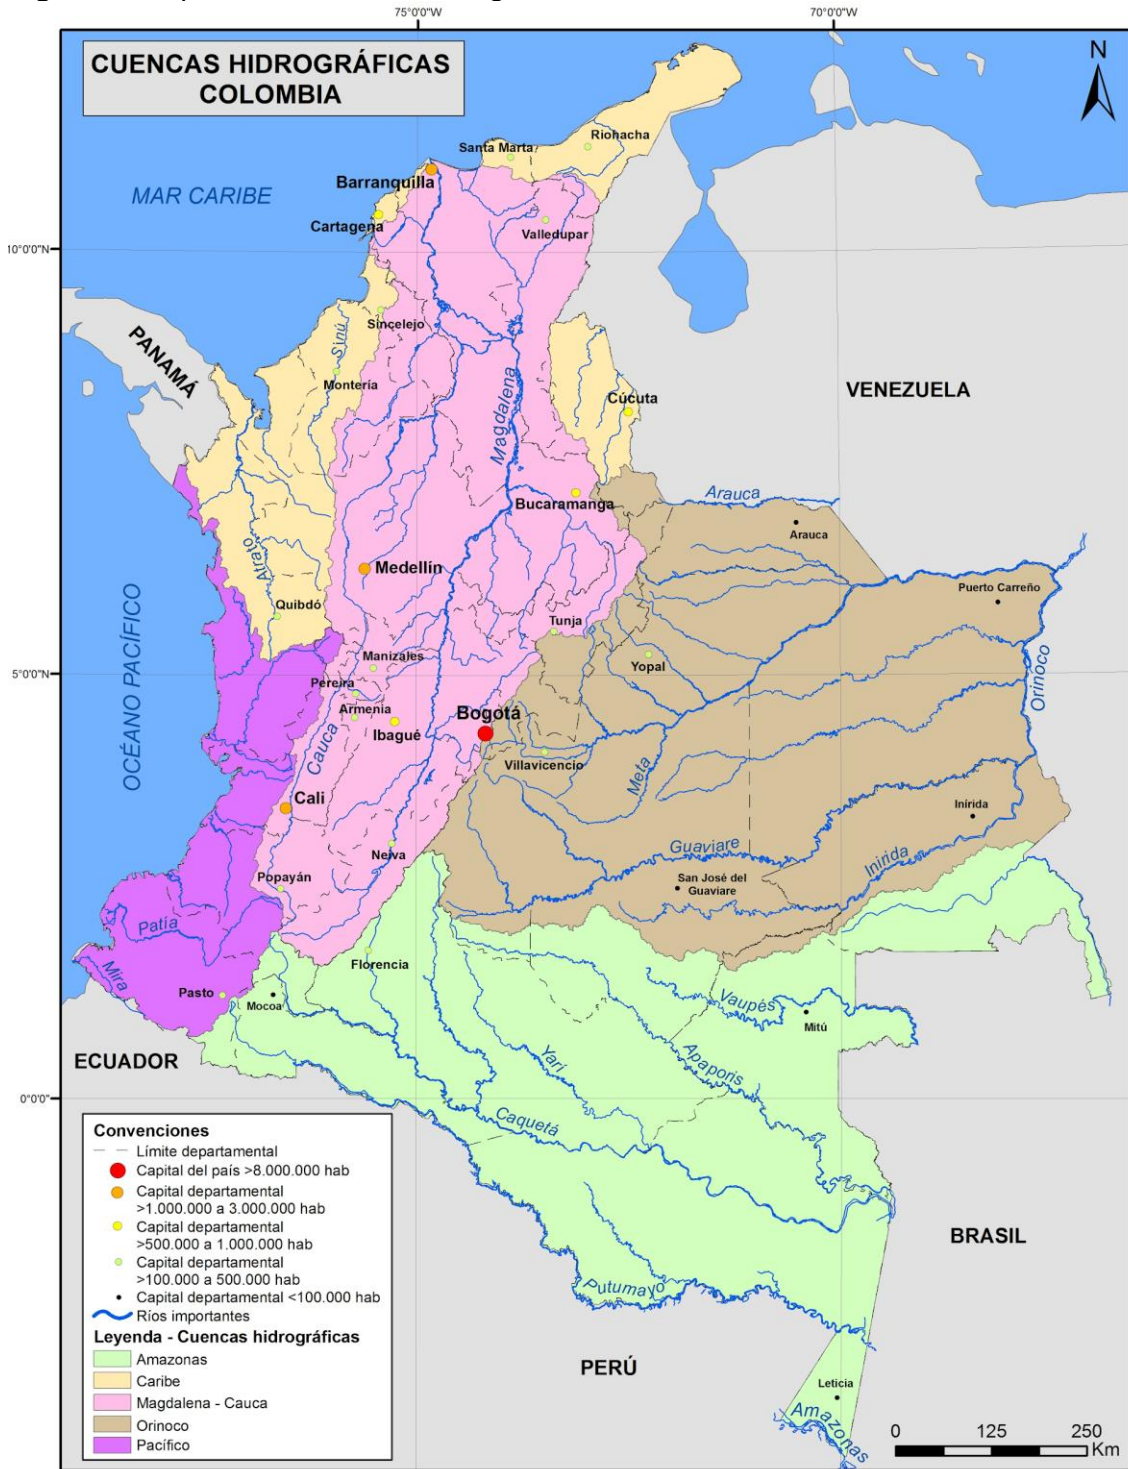 75°0'0"W
70°0'0"W
CUENCAS HIDROGRÁFICAS
COLOMBIA
N
Riohacha
Santa Marta
Barranquilla
MAR CARIBE
Cartagena
Valledupar
10°0'0"N
Sincelejo
Sinú
PANAMÁ
Montería
Magdalena
VENEZUELA
Cúcuta
Arauca
Bucaramanga
Arauca
Atrato
Medellín
Puerto Carreño
Quibdó
Tunja
OCÉANO PACÍFICO
Manizales
Yopal
5°0'0"N
Pereira
Orinoco
Armenia
Bogotá
Ibagué
Cauca
Villavicencio
Meta
Cali
Inírida
Neiva
Guaviare
Inirida
Popayán
San José del
Guaviare
Patía
Florencia
Mira
Pasto
Mocoa
Vaupés
Mitú
ECUADOR
Yarí
Apaporis
0°0'0"
Caquetá
Convenciones
Límite departamental
Capital del país >8.000.000 hab
Capital departamental
>1.000.000 a 3.000.000 hab
Capital departamental
>500.000 a 1.000.000 hab
Capital departamental
>100.000 a 500.000 hab
Capital departamental <100.000 hab
Ríos importantes
Leyenda - Cuencas hidrográficas
Amazonas
Caribe
Magdalena - Cauca
Orinoco
Pacífico
BRASIL
Putumayo
PERÚ
Leticia
Amazonas
0 125 250
Km